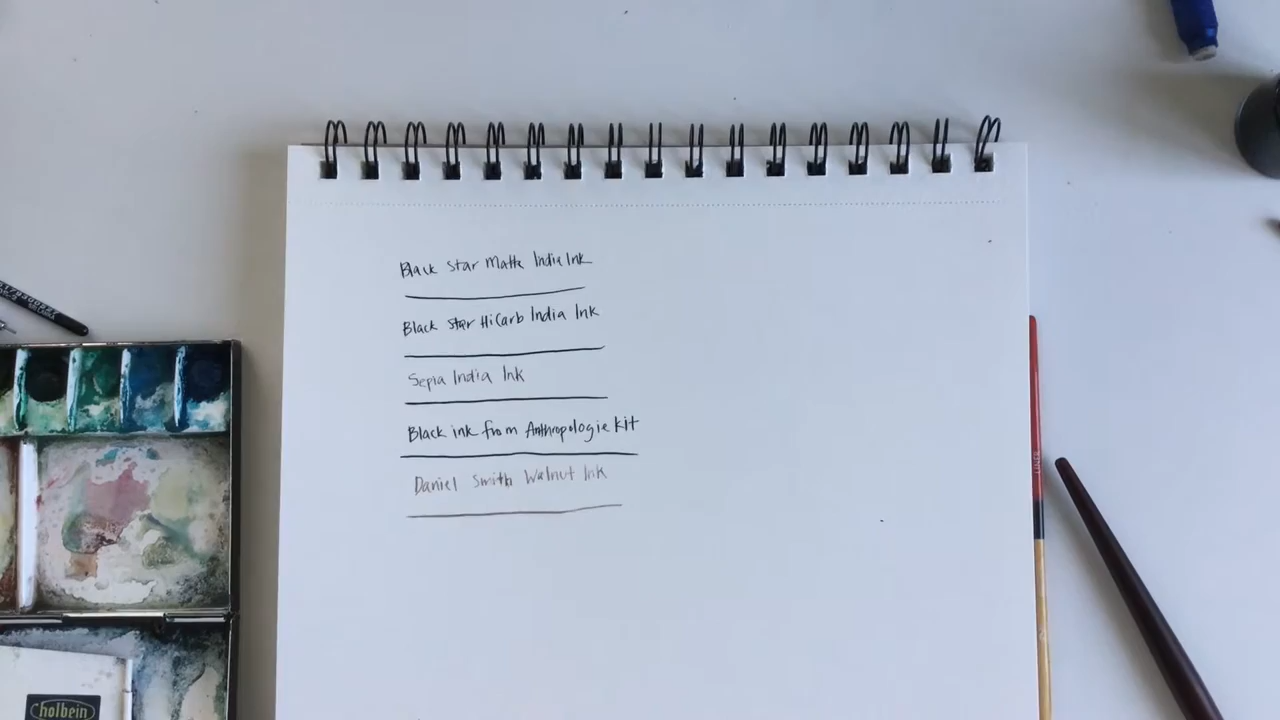 Black Star Matte India Ink
Black Star HiCarb India Ink
Sepia India Ink
Black ink from Anthropologie kit
Daniel Smith Walnut Ink
holbein